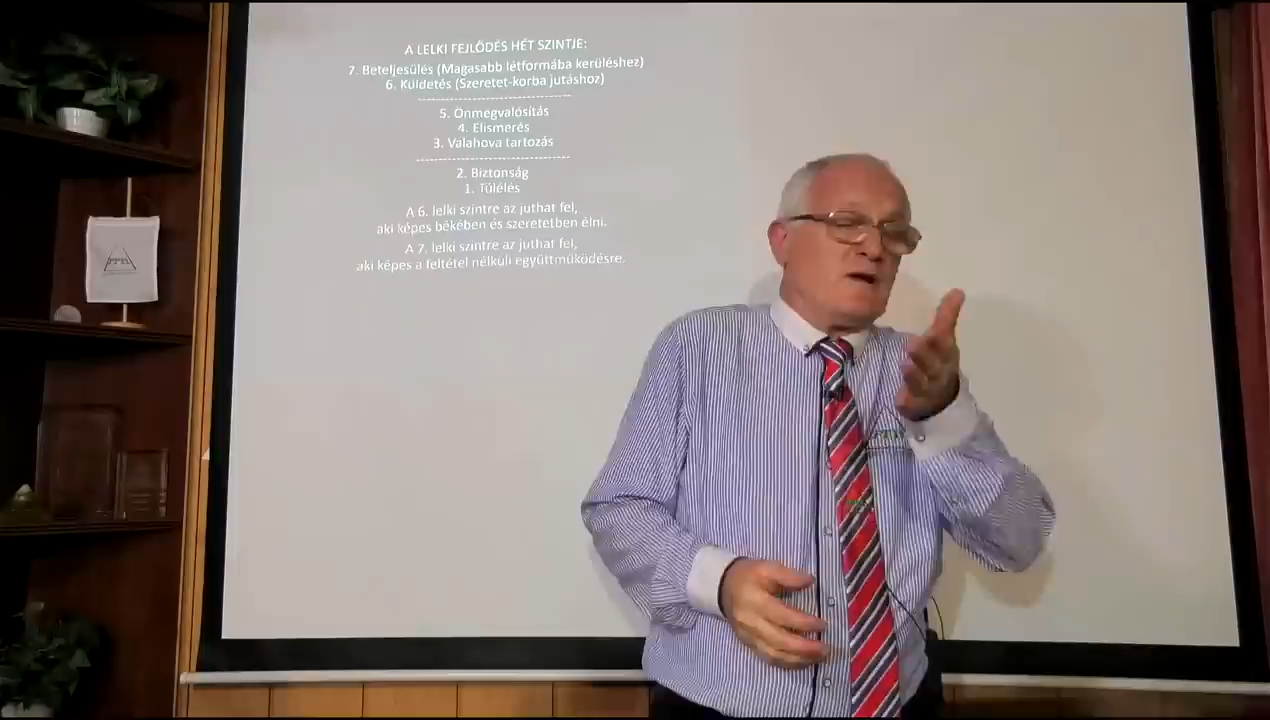 A LELKI FEJLŐDÉS HÉT SZINTJE:
7. Beteljesülés (Magasabb létformába kerüléshez)
6. Küldetés (Szeretet-korba jutáshoz)
----------------------------
5. Önmegvalósítás
4. Elismerés
3. Valahova tartozás
----------------------------
2. Biztonság
1. Túlélés
A 6. lelki szintre az juthat fel,
aki képes békében és szeretetben élni.
A 7. lelki szintre az juthat fel,
aki képes a feltétel nélküli együttműködésre.